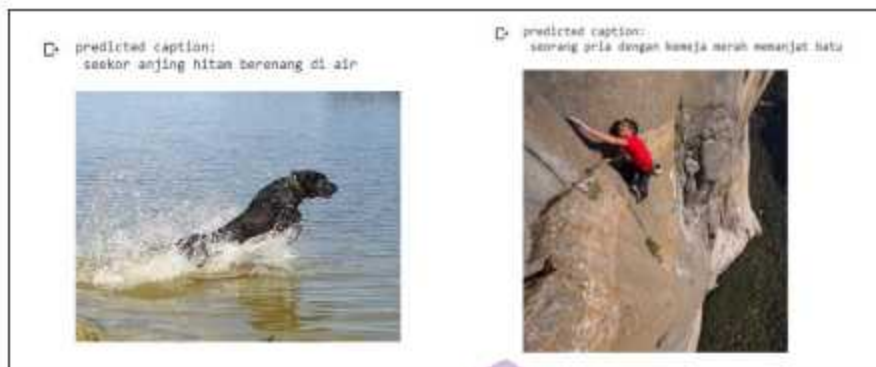 predicted caption:
seekor anjing hitam berenang di air
predicted caption:
seorang pria dengan kemeja merah memanjat batu